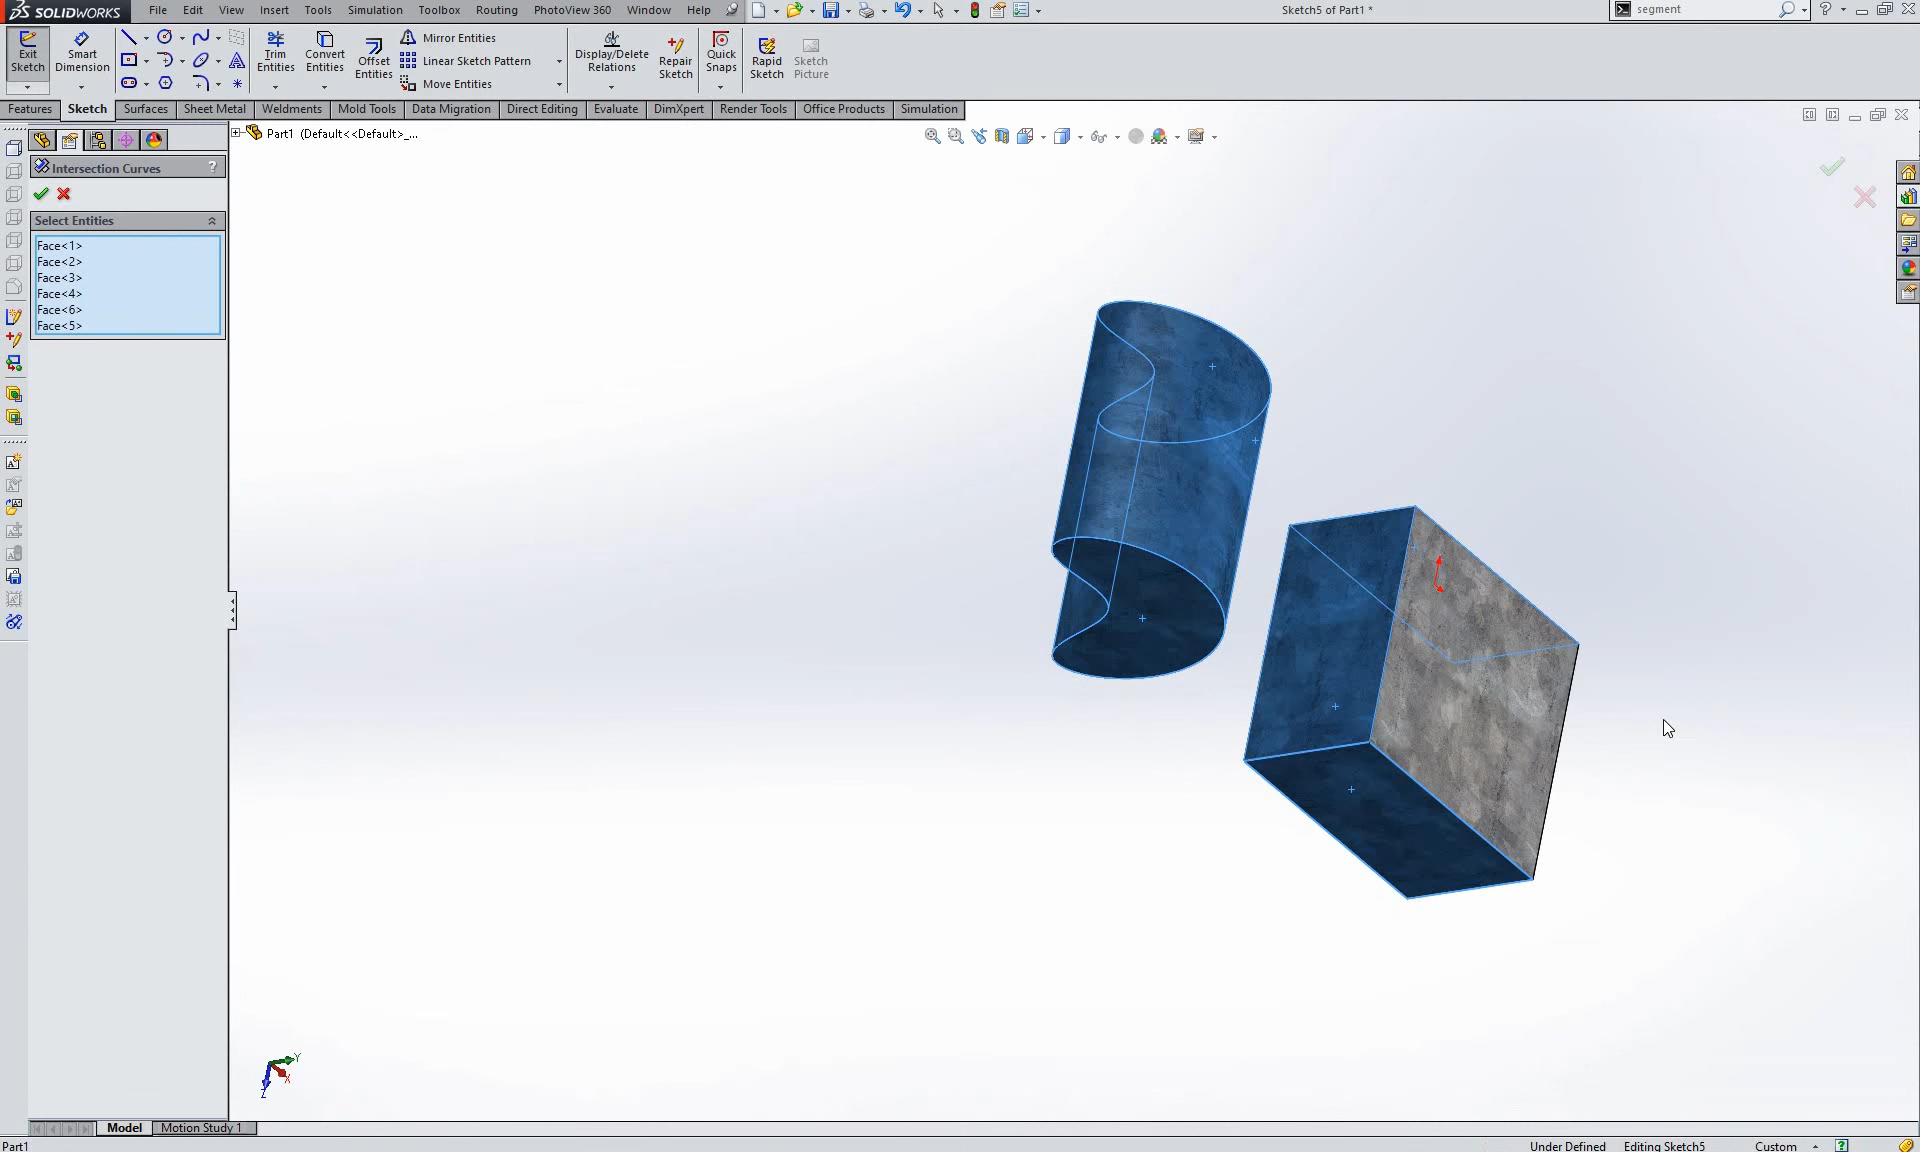 SOLIDWORKS File Edit View Insert Tools Simulation Toolbox Routing PhotoView 360 Window Help Sketch5 of Part1 * segment
Exit Sketch
Smart Dimension
Trim Entities
Convert Entities
Offset Entities
Mirror Entities
Linear Sketch Pattern
Move Entities
Display/Delete Relations
Repair Sketch
Quick Snaps
Rapid Sketch
Sketch Picture
Features Sketch Surfaces Sheet Metal Weldments Mold Tools Data Migration Direct Editing Evaluate DimXpert Render Tools Office Products Simulation
Part1 (Default<<Default>_...
Intersection Curves ?
Select Entities
Face<1>
Face<2>
Face<3>
Face<4>
Face<6>
Face<5>
Y
X
Z
Model Motion Study 1
Part1 Under Defined Editing Sketch5 Custom ?